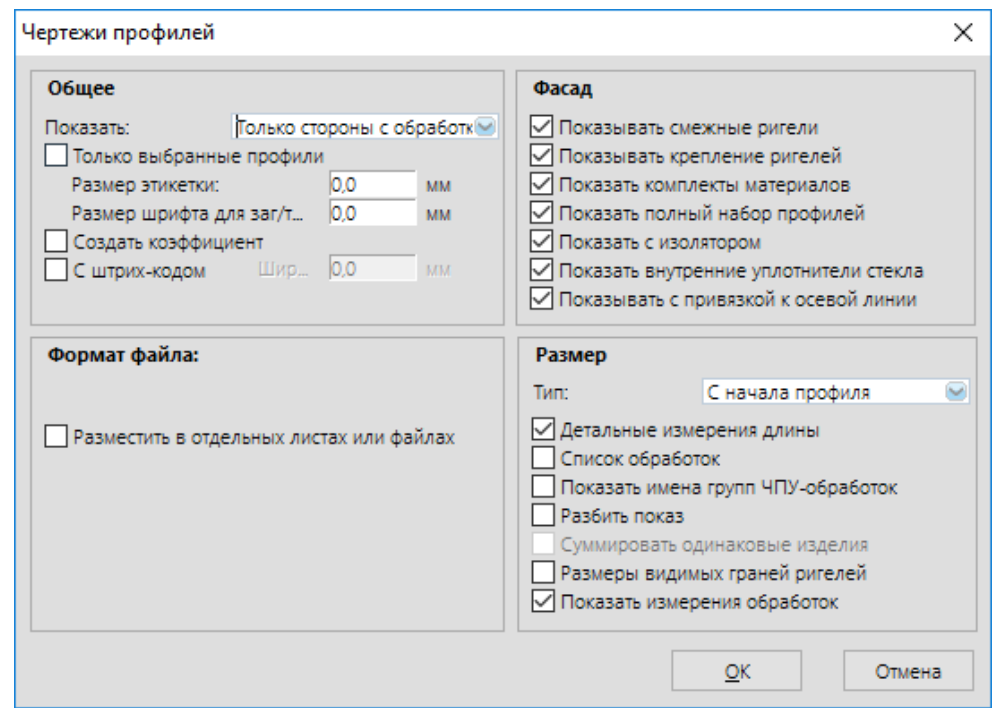 Чертежи профилей
Общее
Показать: Только стороны с обработк
Только выбранные профили
Размер этикетки: 0,0 мм
Размер шрифта для заг/т... 0,0 мм
Создать коэффициент
С штрих-кодом Шир... 0,0 мм
Фасад
Показывать смежные ригели
Показывать крепление ригелей
Показать комплекты материалов
Показать полный набор профилей
Показать с изолятором
Показать внутренние уплотнители стекла
Показывать с привязкой к осевой линии
Формат файла:
Разместить в отдельных листах или файлах
Размер
Тип: С начала профиля
Детальные измерения длины
Список обработок
Показать имена групп ЧПУ-обработок
Разбить показ
Суммировать одинаковые изделия
Размеры видимых граней ригелей
Показать измерения обработок
OK Отмена